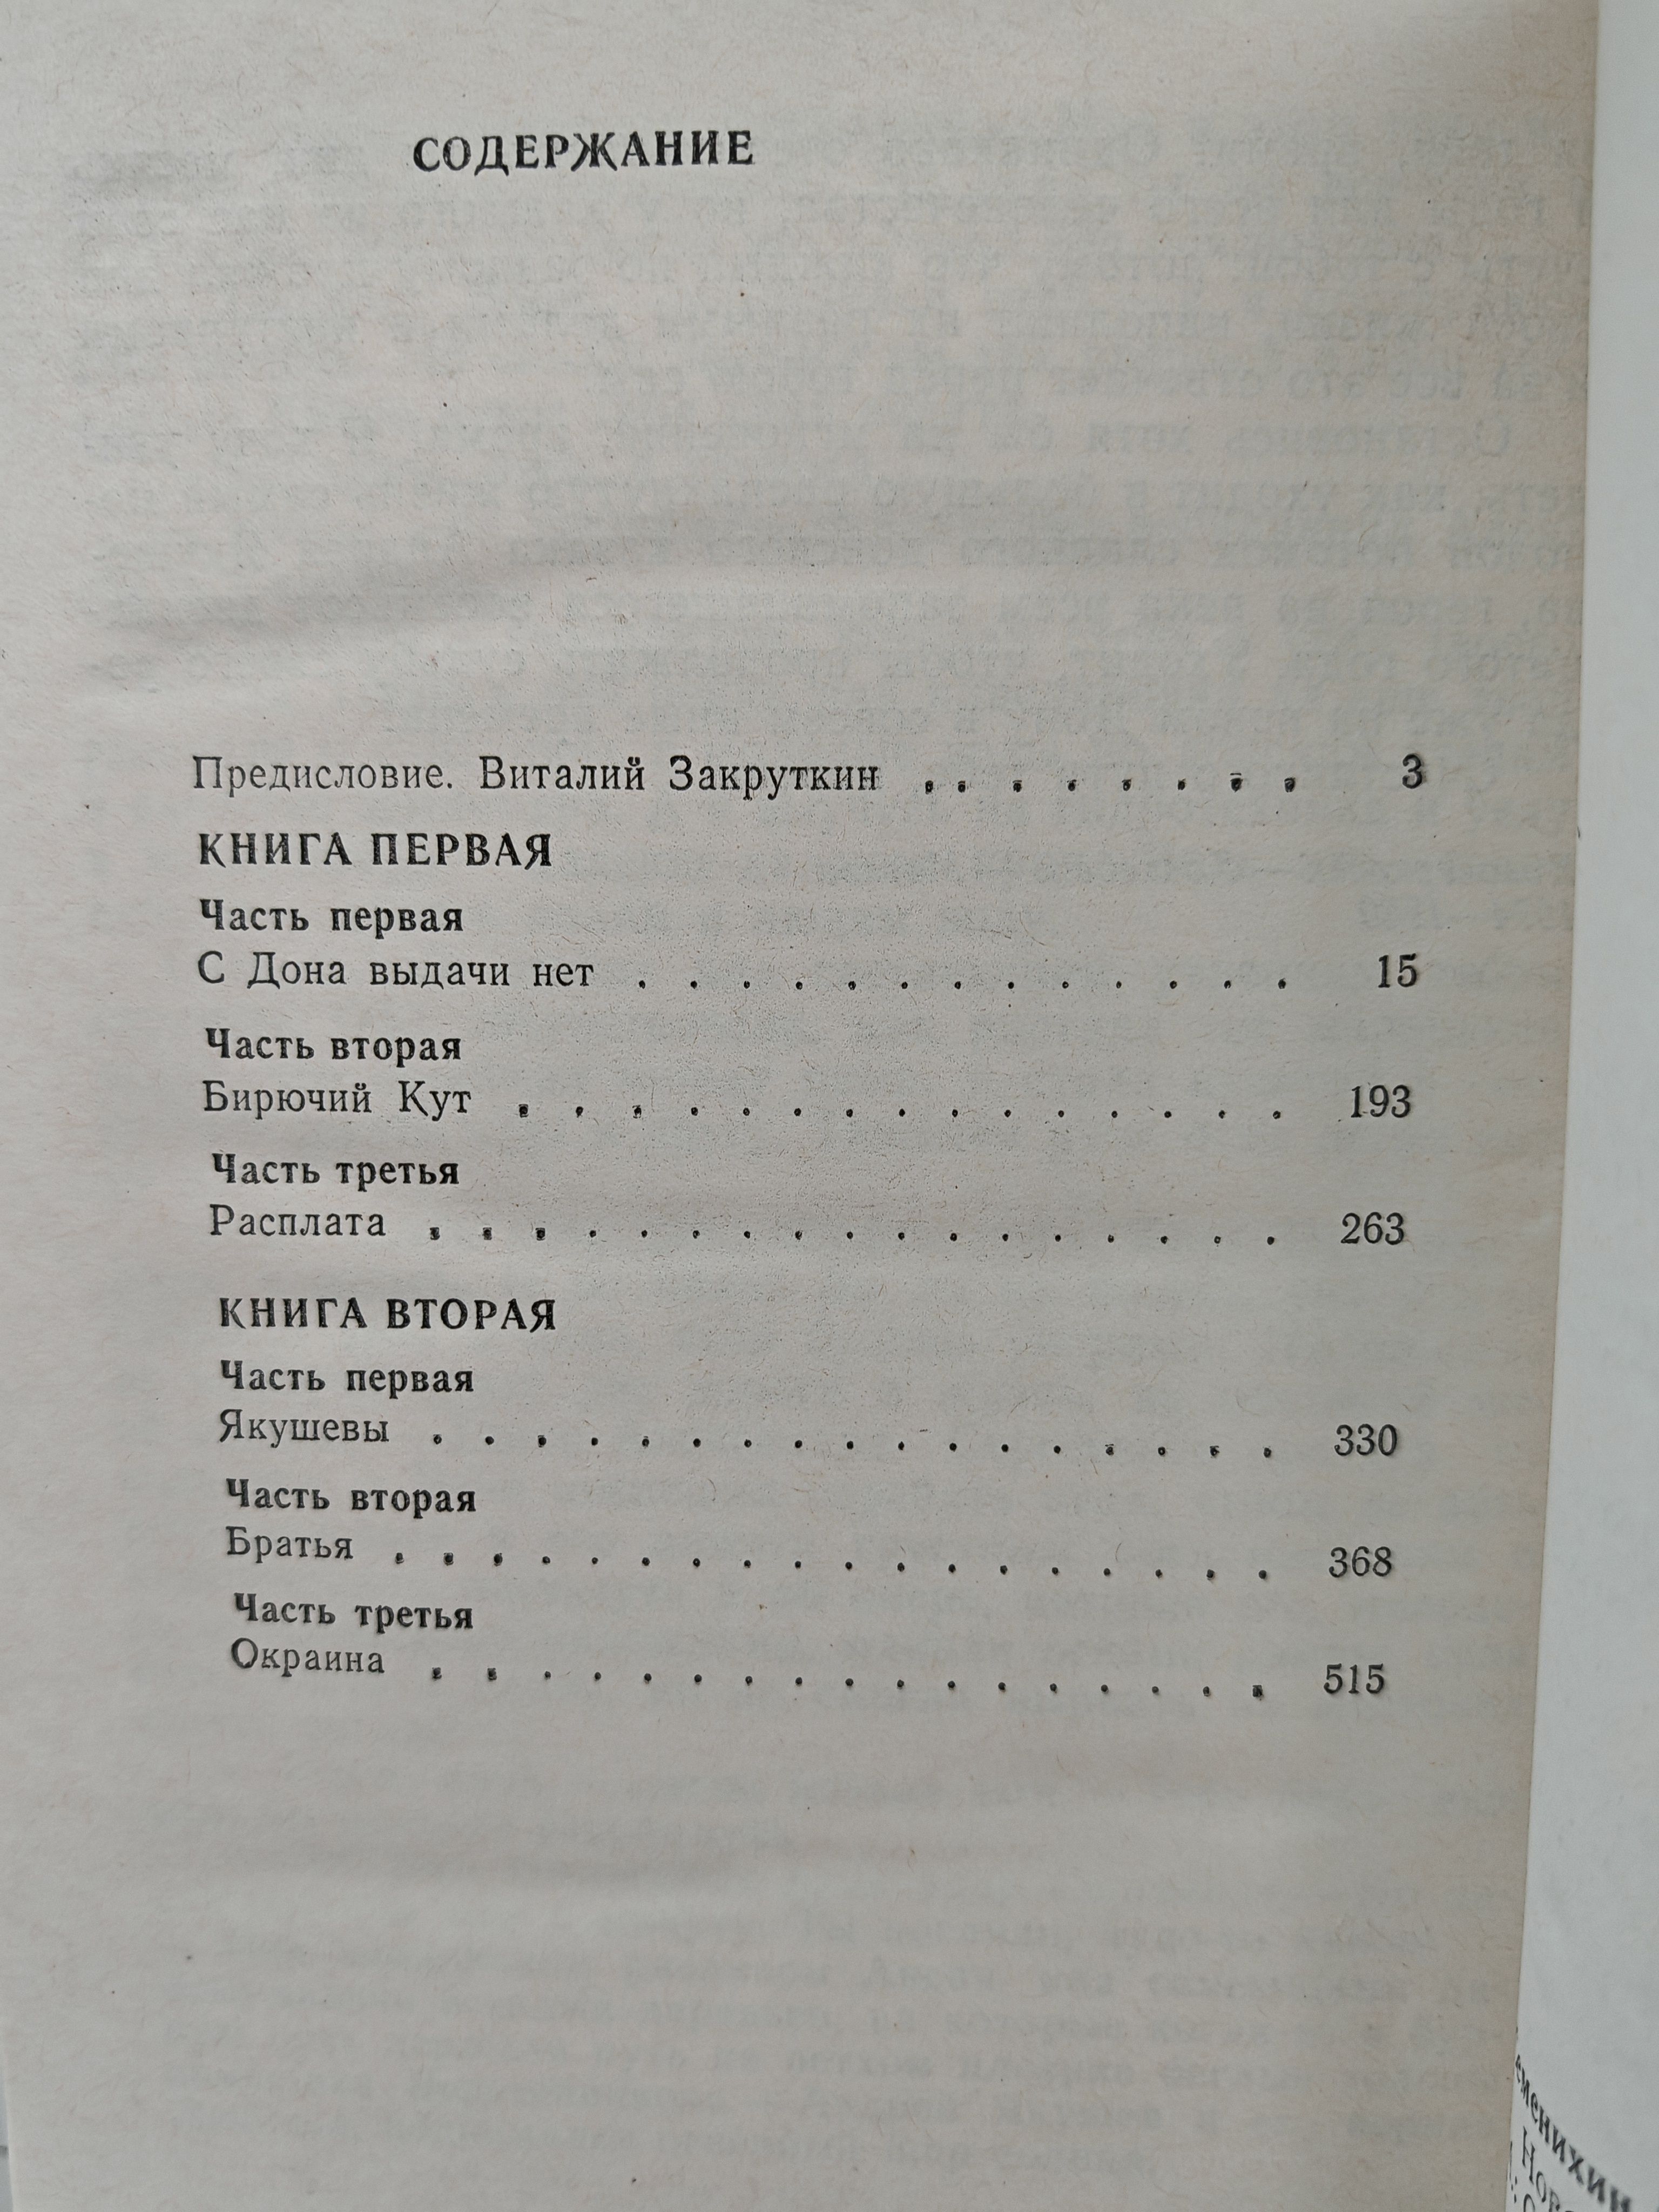 СОДЕРЖАНИЕ
Предисловие. Виталий Закруткин . . . . . . . . 3
КНИГА ПЕРВАЯ
Часть первая
С Дона выдачи нет . . . . . . . . . . . . . 15
Часть вторая
Бирючий Кут . . . . . . . . . . . . . . . 193
Часть третья
Расплата . . . . . . . . . . . . . . . . . 263
КНИГА ВТОРАЯ
Часть первая
Якушевы . . . . . . . . . . . . . . . . . 330
Часть вторая
Братья . . . . . . . . . . . . . . . . . . 368
Часть третья
Окраина . . . . . . . . . . . . . . . . . 515